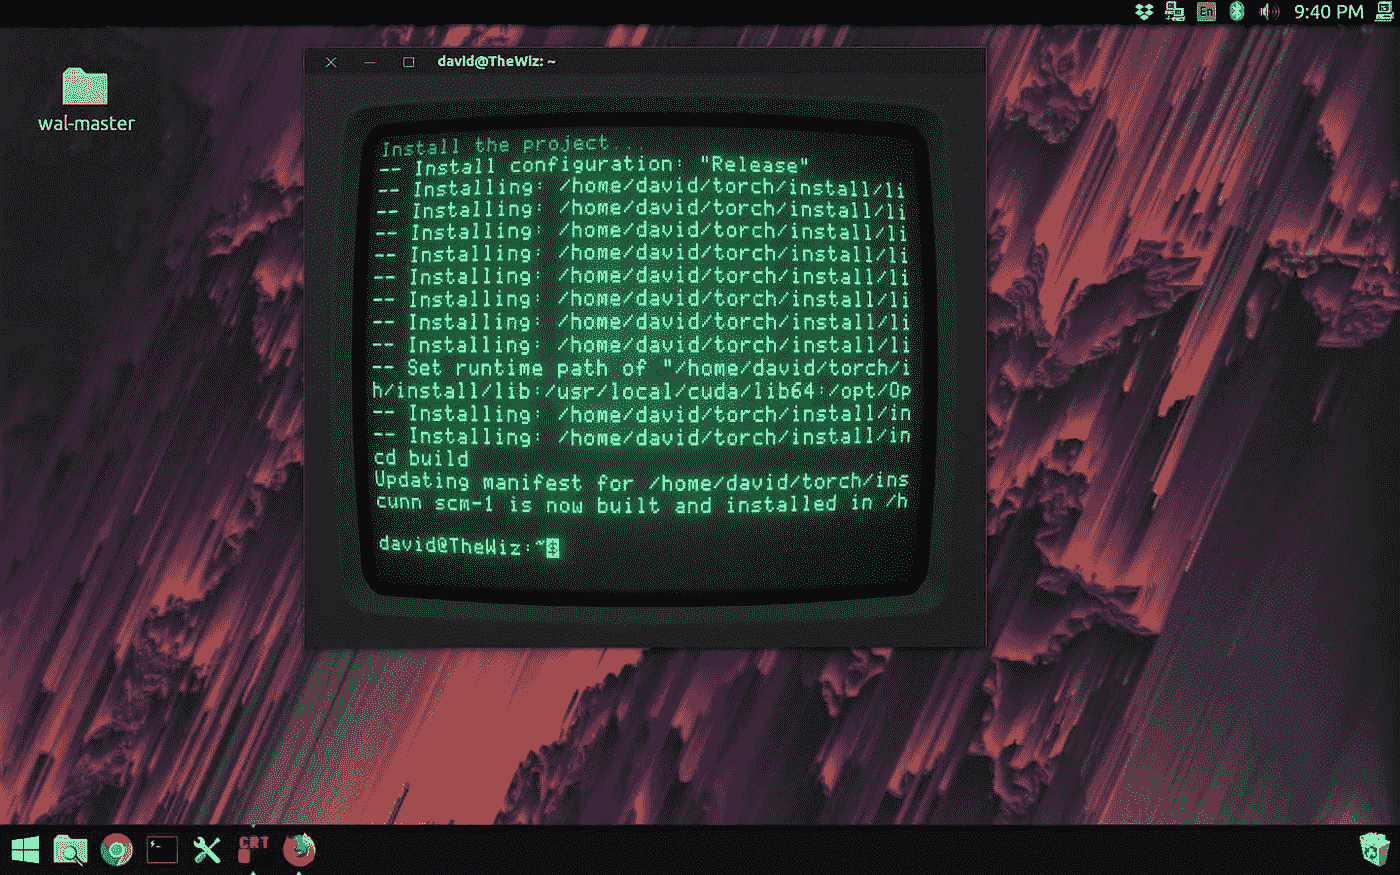 9:40 PM
david@TheWiz: ~
wal-master
Install the project...
-- Install configuration: "Release"
-- Installing: /home/david/torch/install/li
-- Installing: /home/david/torch/install/li
-- Installing: /home/david/torch/install/li
-- Installing: /home/david/torch/install/li
-- Installing: /home/david/torch/install/li
-- Installing: /home/david/torch/install/li
-- Installing: /home/david/torch/install/li
-- Installing: /home/david/torch/install/li
-- Set runtime path of "/home/david/torch/i
h/install/lib:/usr/local/cuda/lib64:/opt/Op
-- Installing: /home/david/torch/install/in
-- Installing: /home/david/torch/install/in
cd build
Updating manifest for /home/david/torch/ins
cunn scm-1 is now built and installed in /h
david@TheWiz:~$
CRT